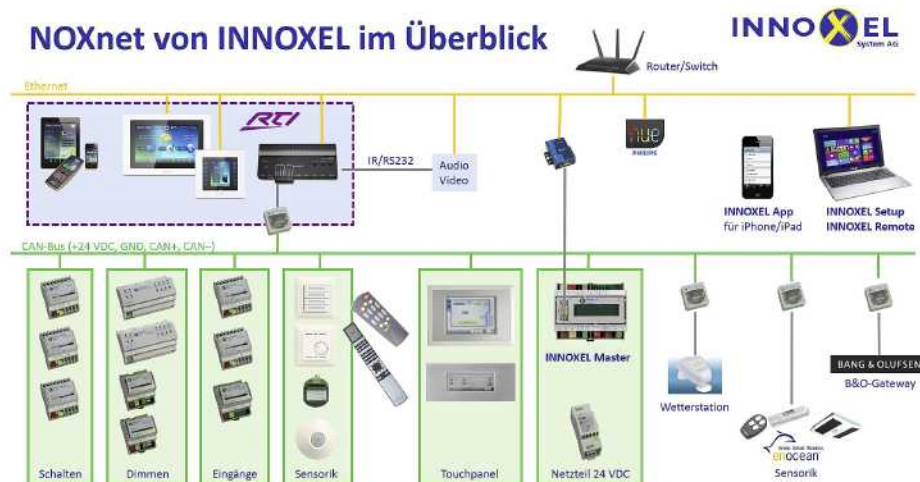 NOXnet von INNOXEL im Überblick
INNOXEL
System AG
Router/Switch
Ethernet
RTI
IR/RS232
Audio
Video
hue
PHILIPS
INNOXEL App
für iPhone/iPad
INNOXEL Setup
INNOXEL Remote
CAN-Bus (+24 VDC, GND, CAN+, CAN–)
INNOXEL Master
Wetterstation
BANG & OLUFSEN
B&O-Gateway
enocean
Schalten
Dimmen
Eingänge
Sensorik
Touchpanel
Netzteil 24 VDC
Sensorik